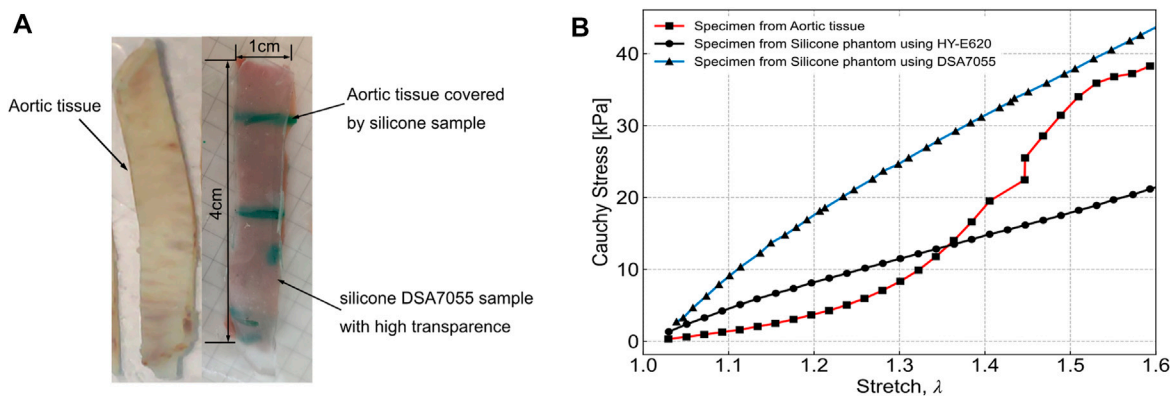 A
1cm
Aortic tissue
4cm
Aortic tissue covered
by silicone sample
silicone DSA7055 sample
with high transparence
B
Specimen from Aortic tissue
Specimen from Silicone phantom using HY-E620
Specimen from Silicone phantom using DSA7055
Cauchy Stress [kPa]
40
30
20
10
0
1.0 1.1 1.2 1.3 1.4 1.5 1.6
Stretch, λ